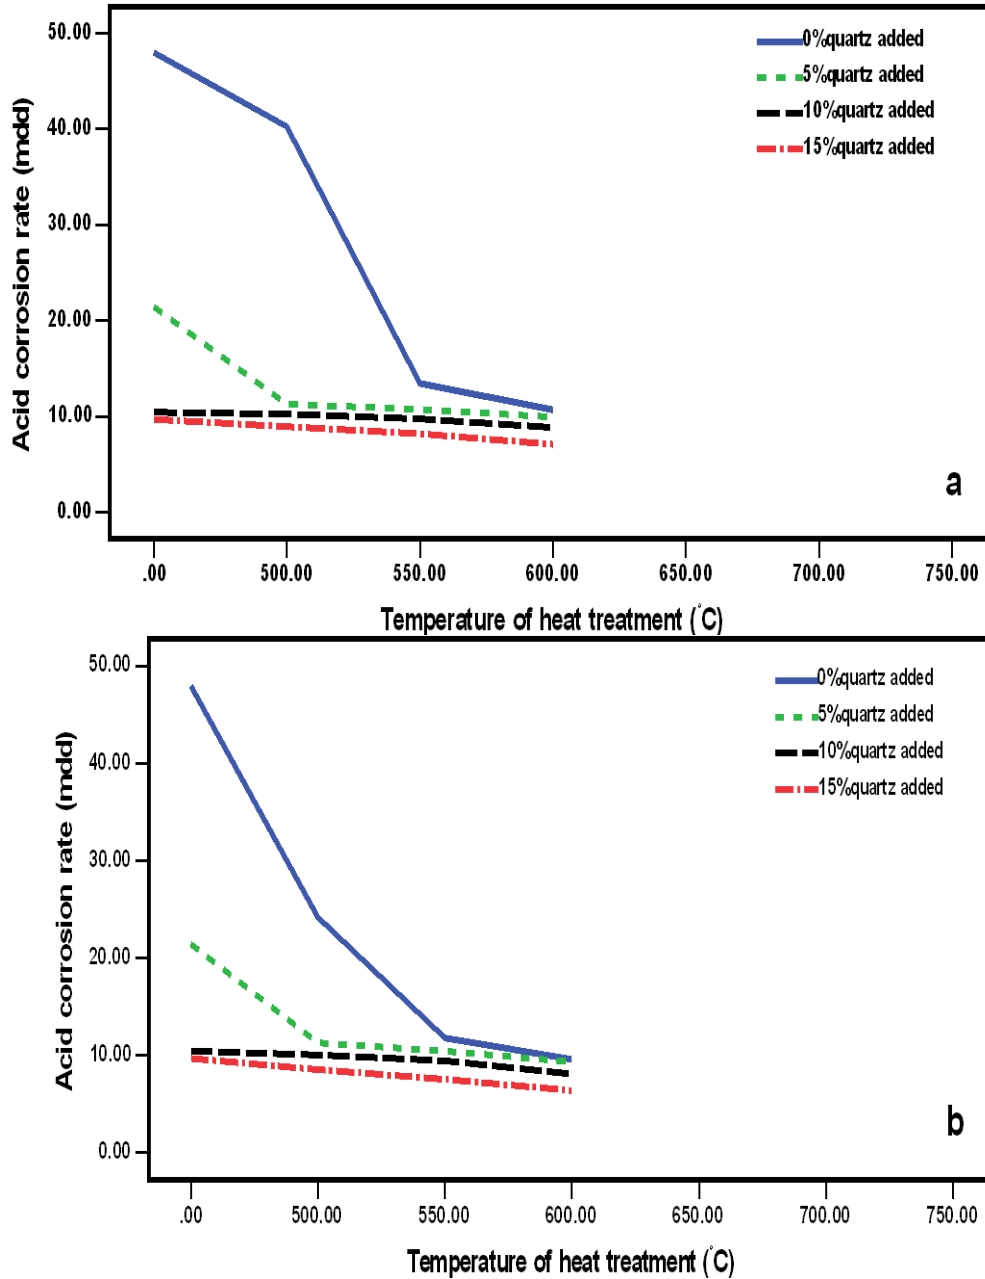 50.00
40.00
30.00
20.00
10.00
0.00
Acid corrosion rate (mdd)
0%quartz added
5%quartz added
10%quartz added
15%quartz added
a
.00 500.00 550.00 600.00 650.00 700.00 750.00
Temperature of heat treatment (°C)
50.00
40.00
30.00
20.00
10.00
0.00
Acid corrosion rate (mdd)
0%quartz added
5%quartz added
10%quartz added
15%quartz added
b
.00 500.00 550.00 600.00 650.00 700.00 750.00
Temperature of heat treatment (°C)